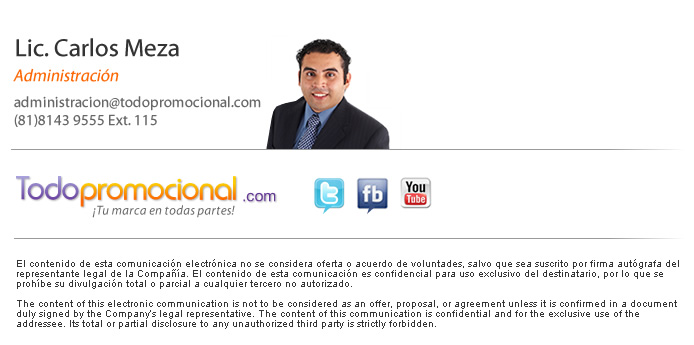 Lic. Carlos Meza
Administración
administracion@todopromocional.com
(81)8143 9555 Ext. 115
Todopromocional.com
¡Tu marca en todas partes!
t fb You Tube
El contenido de esta comunicación electrónica no se considera oferta o acuerdo de voluntades, salvo que sea suscrito por firma autógrafa del
representante legal de la Compañía. El contenido de esta comunicación es confidencial para uso exclusivo del destinatario, por lo que se
prohíbe su divulgación total o parcial a cualquier tercero no autorizado.
The content of this electronic communication is not to be considered as an offer, proposal, or agreement unless it is confirmed in a document
duly signed by the Company's legal representative. The content of this communication is confidential and for the exclusive use of the
addressee. Its total or partial disclosure to any unauthorized third party is strictly forbidden.